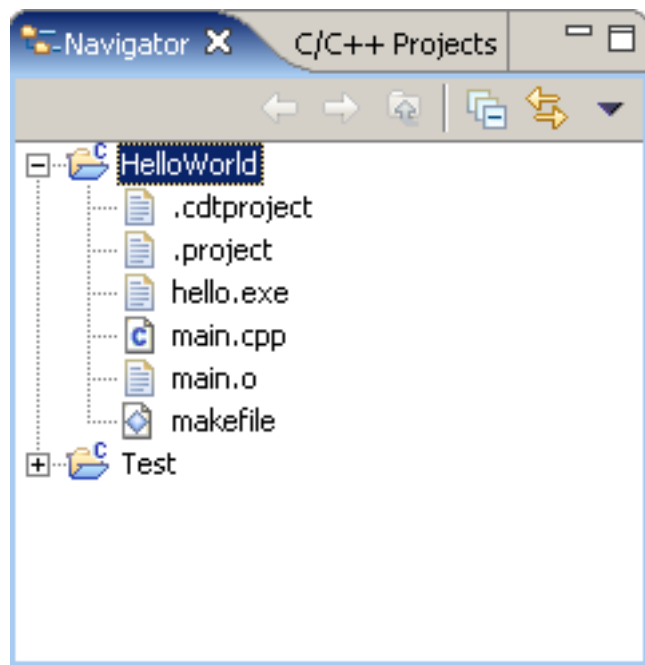 Navigator C/C++ Projects
HelloWorld
.cdtproject
.project
hello.exe
main.cpp
main.o
makefile
Test